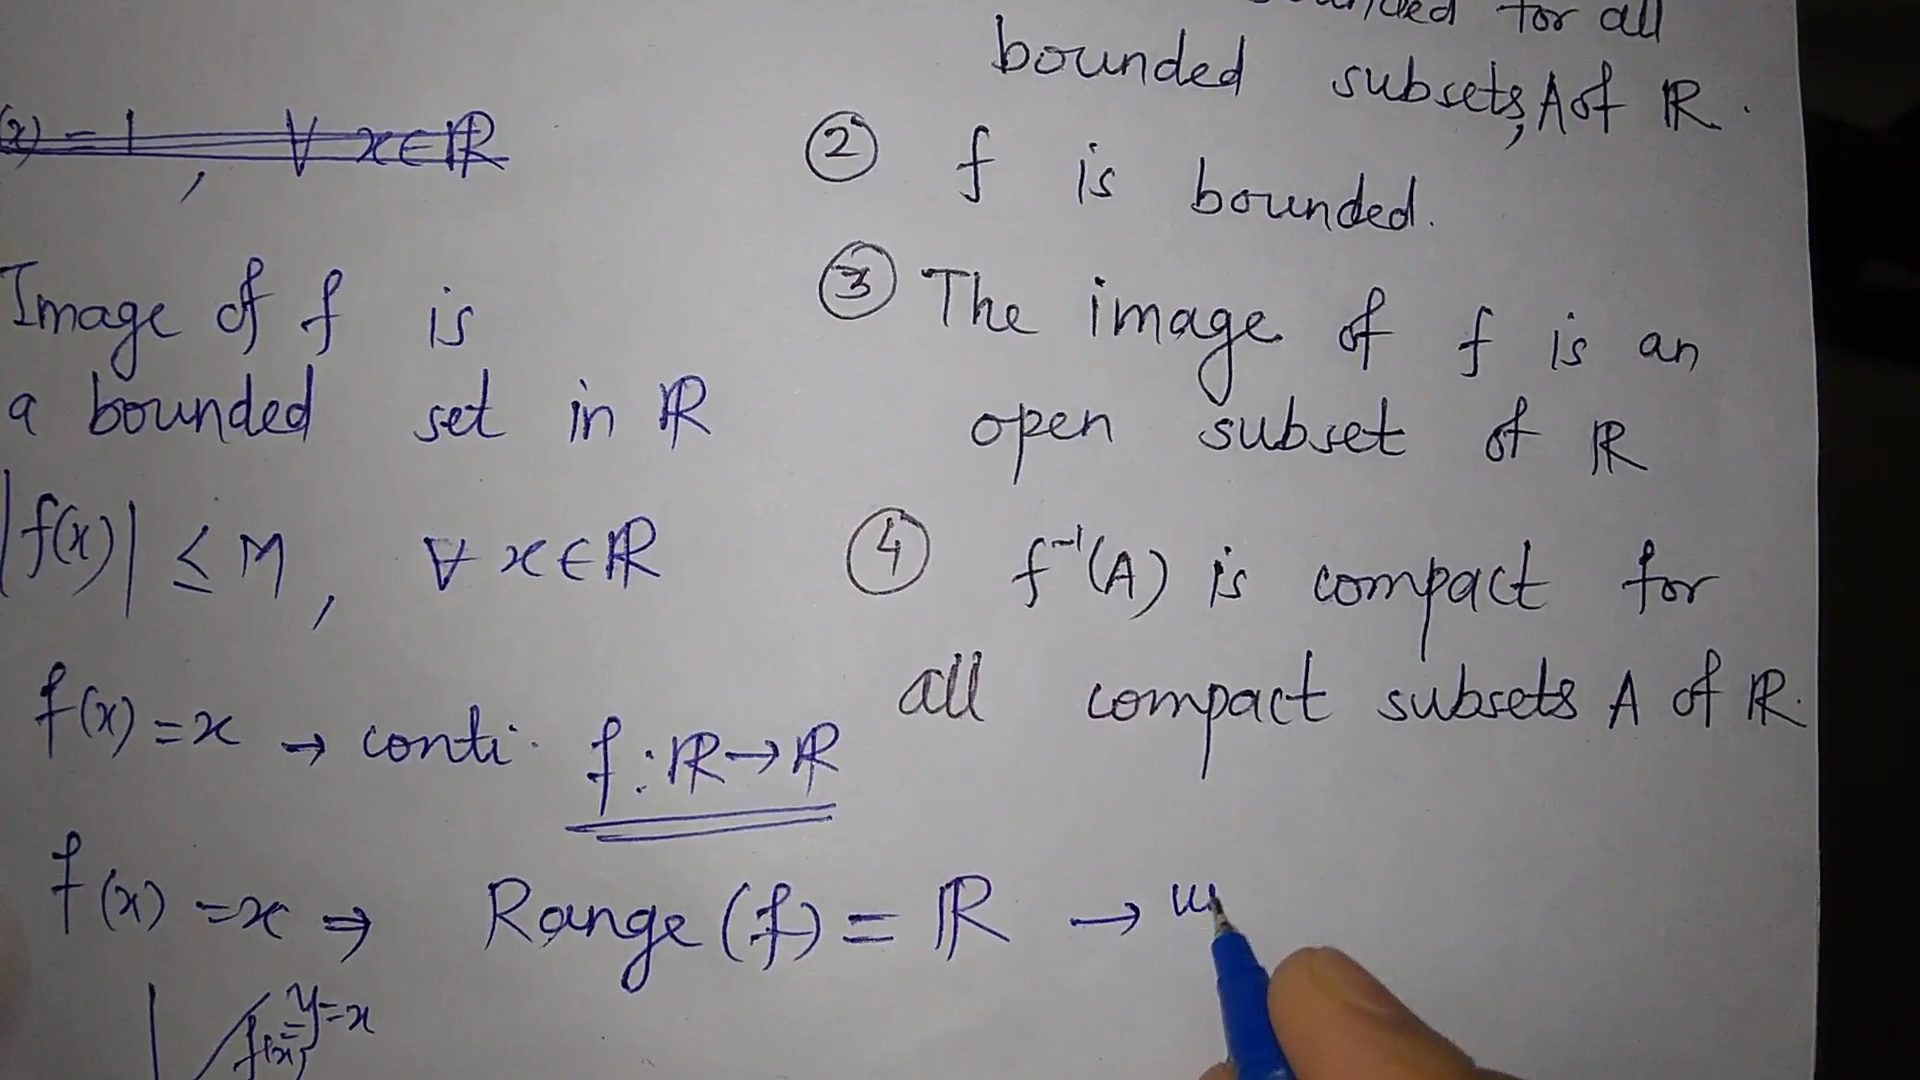 for all
bounded subsets, A of ℝ.
② f is bounded.
③ The image of f is an
open subset of ℝ
④ f⁻¹(A) is compact for
all compact subsets A of ℝ.
(x) = 1, ∀ x∈ℝ
Image of f is
a bounded set in ℝ
|f(x)| ≤ M, ∀ x∈ℝ
f(x) = x → conti. f: ℝ→ℝ
f(x) = x ⇒ Range (f) = ℝ →
y=x
f(x)=